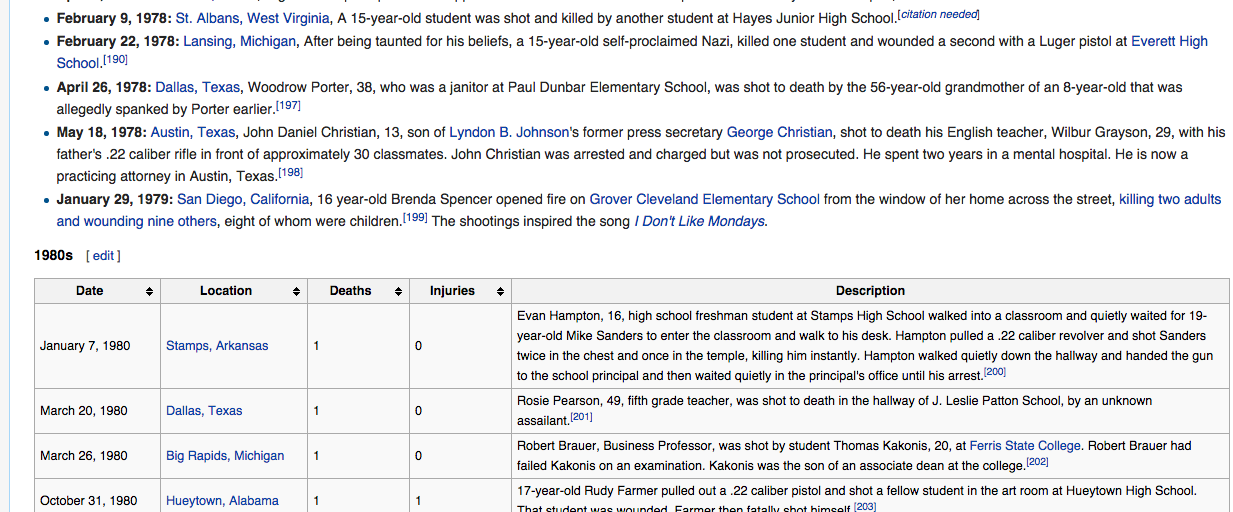 February 9, 1978: St. Albans, West Virginia, A 15-year-old student was shot and killed by another student at Hayes Junior High School.[citation needed]
February 22, 1978: Lansing, Michigan, After being taunted for his beliefs, a 15-year-old self-proclaimed Nazi, killed one student and wounded a second with a Luger pistol at Everett High
School.[190]
April 26, 1978: Dallas, Texas, Woodrow Porter, 38, who was a janitor at Paul Dunbar Elementary School, was shot to death by the 56-year-old grandmother of an 8-year-old that was
allegedly spanked by Porter earlier.[197]
May 18, 1978: Austin, Texas, John Daniel Christian, 13, son of Lyndon B. Johnson's former press secretary George Christian, shot to death his English teacher, Wilbur Grayson, 29, with his
father's .22 caliber rifle in front of approximately 30 classmates. John Christian was arrested and charged but was not prosecuted. He spent two years in a mental hospital. He is now a
practicing attorney in Austin, Texas.[198]
January 29, 1979: San Diego, California, 16 year-old Brenda Spencer opened fire on Grover Cleveland Elementary School from the window of her home across the street, killing two adults
and wounding nine others, eight of whom were children.[199] The shootings inspired the song I Don't Like Mondays.
1980s [ edit ]
Date Location Deaths Injuries Description
January 7, 1980 Stamps, Arkansas 1 0 Evan Hampton, 16, high school freshman student at Stamps High School walked into a classroom and quietly waited for 19-
year-old Mike Sanders to enter the classroom and walk to his desk. Hampton pulled a .22 caliber revolver and shot Sanders
twice in the chest and once in the temple, killing him instantly. Hampton walked quietly down the hallway and handed the gun
to the school principal and then waited quietly in the principal's office until his arrest.[200]
March 20, 1980 Dallas, Texas 1 0 Rosie Pearson, 49, fifth grade teacher, was shot to death in the hallway of J. Leslie Patton School, by an unknown
assailant.[201]
March 26, 1980 Big Rapids, Michigan 1 0 Robert Brauer, Business Professor, was shot by student Thomas Kakonis, 20, at Ferris State College. Robert Brauer had
failed Kakonis on an examination. Kakonis was the son of an associate dean at the college.[202]
October 31, 1980 Hueytown, Alabama 1 1 17-year-old Rudy Farmer pulled out a .22 caliber pistol and shot a fellow student in the art room at Hueytown High School.
That student was wounded. Farmer then fatally shot himself.[203]